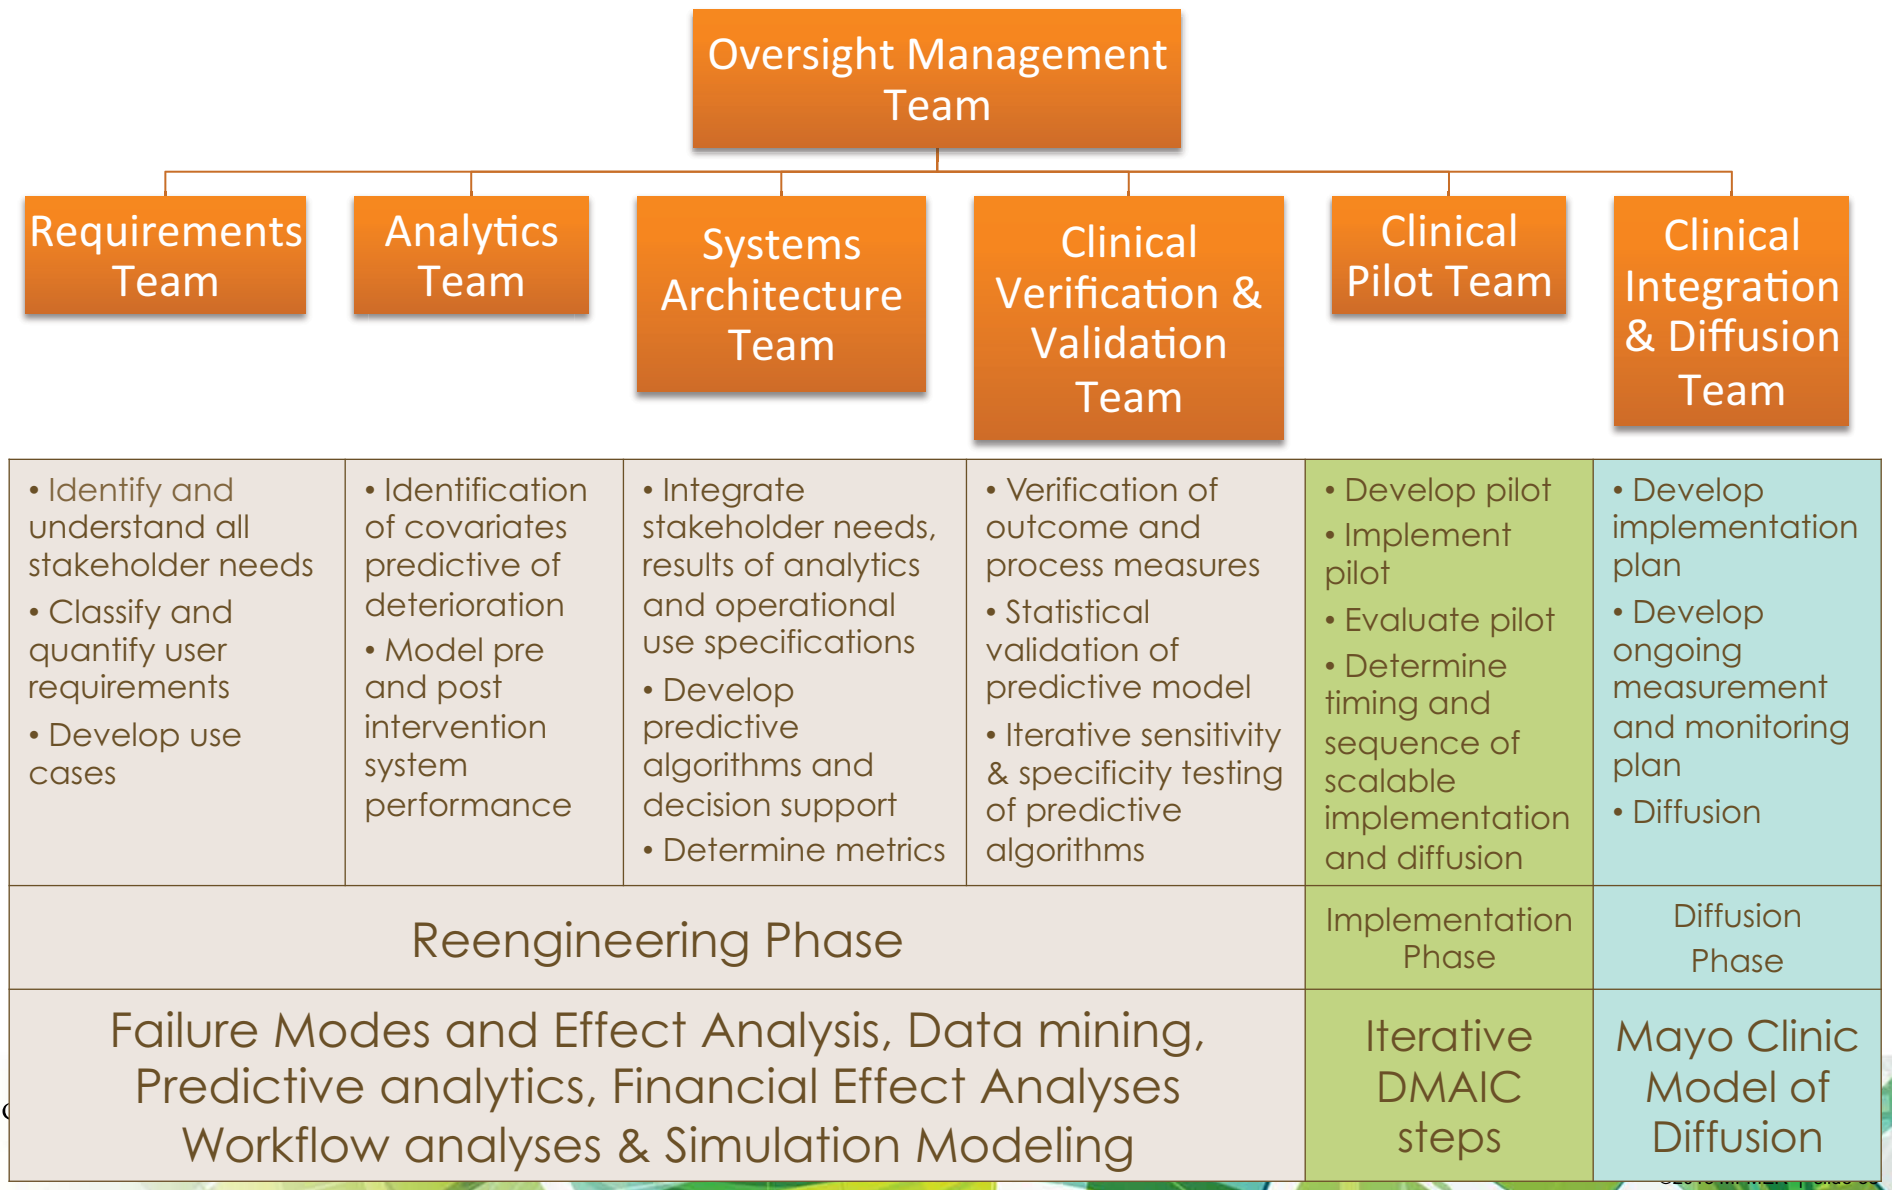 Oversight Management
Team
Requirements
Team
Analytics
Team
Systems
Architecture
Team
Clinical
Verification &
Validation
Team
Clinical
Pilot Team
Clinical
Integration
& Diffusion
Team
• Identify and
understand all
stakeholder needs
• Classify and
quantify user
requirements
• Develop use
cases
• Identification
of covariates
predictive of
deterioration
• Model pre
and post
intervention
system
performance
• Integrate
stakeholder needs,
results of analytics
and operational
use specifications
• Develop
predictive
algorithms and
decision support
• Determine metrics
• Verification of
outcome and
process measures
• Statistical
validation of
predictive model
• Iterative sensitivity
& specificity testing
of predictive
algorithms
• Develop pilot
• Implement
pilot
• Evaluate pilot
• Determine
timing and
sequence of
scalable
implementation
and diffusion
• Develop
implementation
plan
• Develop
ongoing
measurement
and monitoring
plan
• Diffusion
Reengineering Phase
Implementation
Phase
Diffusion
Phase
Failure Modes and Effect Analysis, Data mining,
Predictive analytics, Financial Effect Analyses
Workflow analyses & Simulation Modeling
Iterative
DMAIC
steps
Mayo Clinic
Model of
Diffusion